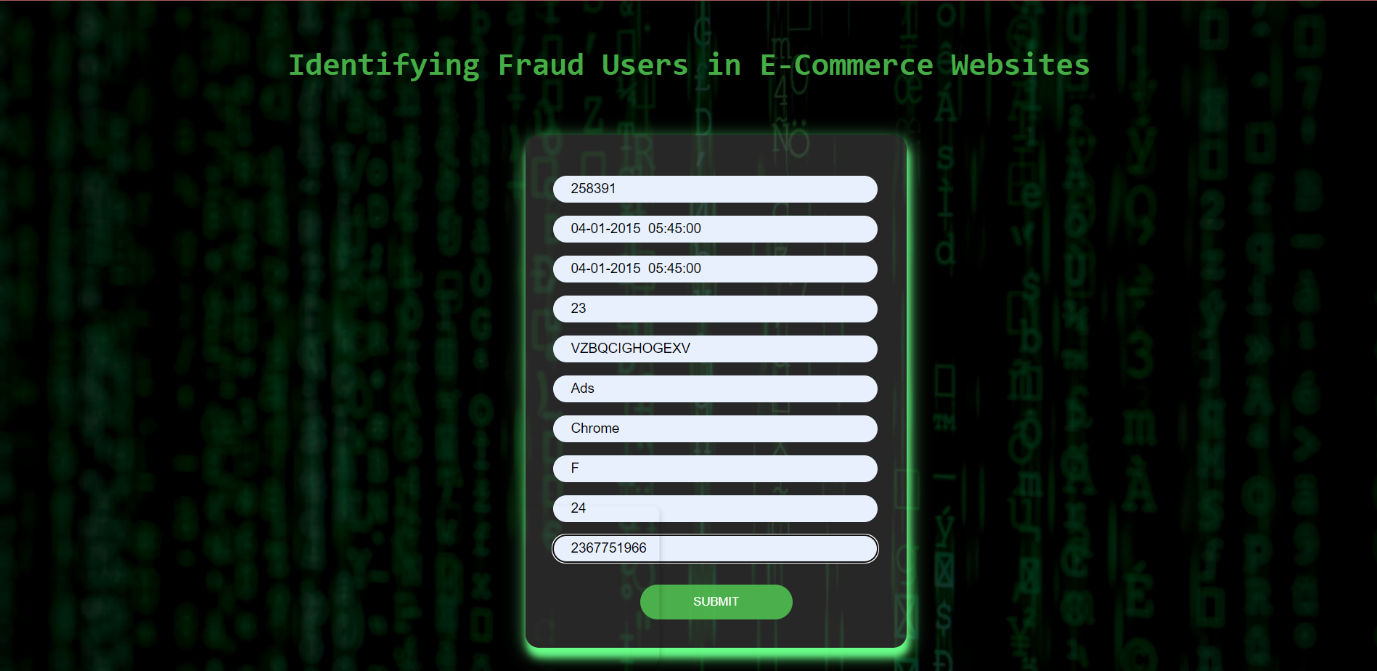 Identifying Fraud Users in E-Commerce Websites
258391
04-01-2015  05:45:00
04-01-2015  05:45:00
23
VZBQCIGHOGEXV
Ads
Chrome
F
24
2367751966
SUBMIT